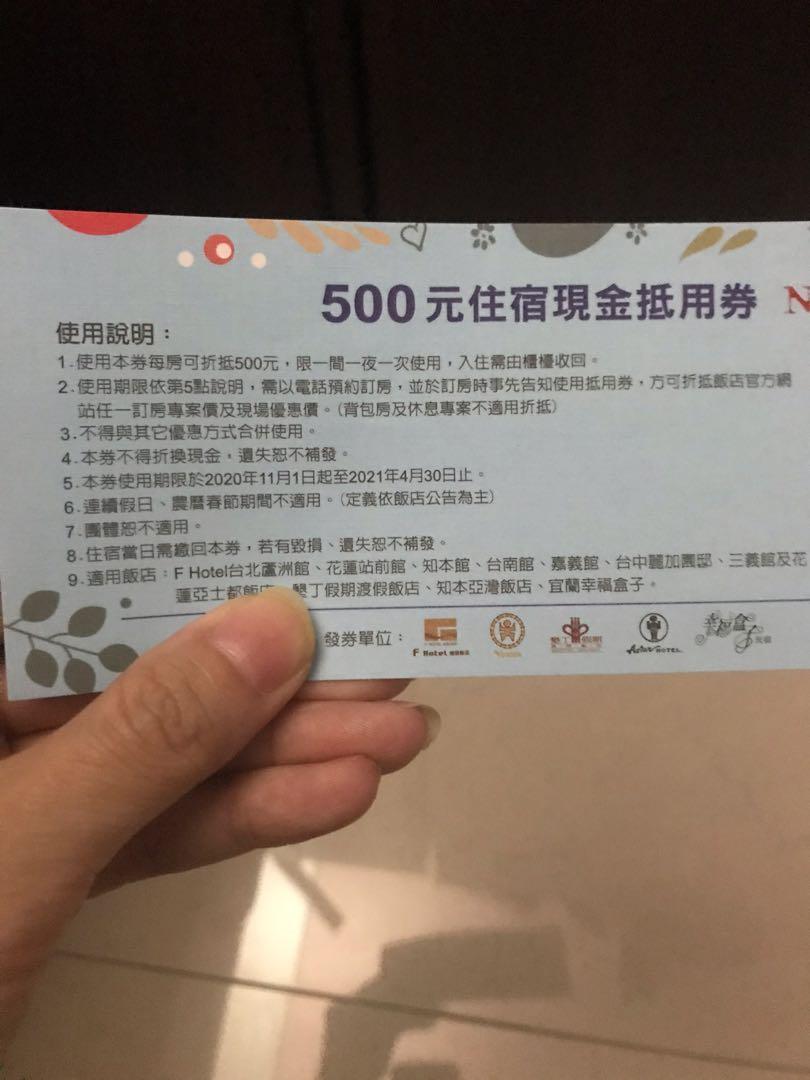 500元住宿現金抵用券 N
使用說明：
1.使用本券每房可折抵500元，限一間一夜一次使用，入住需由櫃檯收回。
2.使用期限依第5點說明，需以電話預約訂房，並於訂房時事先告知使用抵用券，方可折抵飯店官方網
站任一訂房專案價及現場優惠價。(背包房及休息專案不適用折抵)
3.不得與其它優惠方式合併使用。
4.本券不得折換現金，遺失恕不補發。
5.本券使用期限於2020年11月1日起至2021年4月30日止。
6.連續假日、農曆春節期間不適用。(定義依飯店公告為主)
7.團體恕不適用。
8.住宿當日需繳回本券，若有毀損、遺失恕不補發。
9.適用飯店：F Hotel台北蘆洲館、花蓮站前館、知本館、台南館、嘉義館、台中麗加園邸、三義館及花
蓮亞士都飯店、墾丁假期渡假飯店、知本亞灣飯店、宜蘭幸福盒子。
發券單位：
F Hotel
墾丁假期
Astar HOTEL
幸福盒子